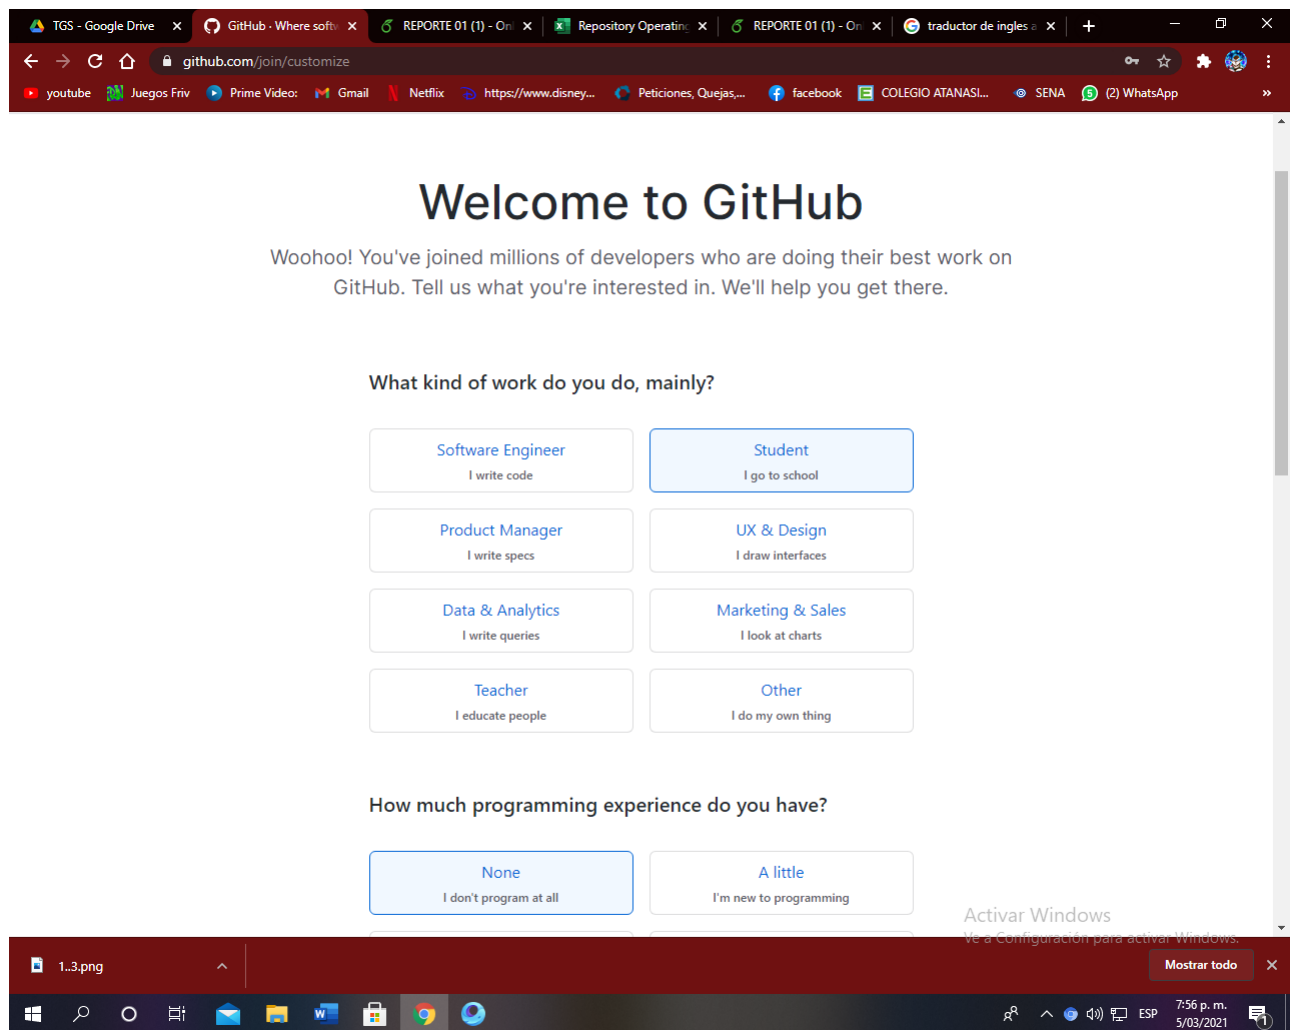 TGS - Google Drive
GitHub · Where softw
REPORTE 01 (1) - Onl
Repository Operating
REPORTE 01 (1) - Onl
traductor de ingles a
github.com/join/customize
youtube
Juegos Friv
Prime Video:
Gmail
Netflix
https://www.disney...
Peticiones, Quejas,...
facebook
COLEGIO ATANASI...
SENA
(2) WhatsApp
»
Welcome to GitHub
Woohoo! You've joined millions of developers who are doing their best work on
GitHub. Tell us what you're interested in. We'll help you get there.
What kind of work do you do, mainly?
Software Engineer
I write code
Student
I go to school
Product Manager
I write specs
UX & Design
I draw interfaces
Data & Analytics
I write queries
Marketing & Sales
I look at charts
Teacher
I educate people
Other
I do my own thing
How much programming experience do you have?
None
I don't program at all
A little
I'm new to programming
Activar Windows
Ve a Configuración para activar Windows.
1..3.png
Mostrar todo
ESP
7:56 p. m.
5/03/2021
1